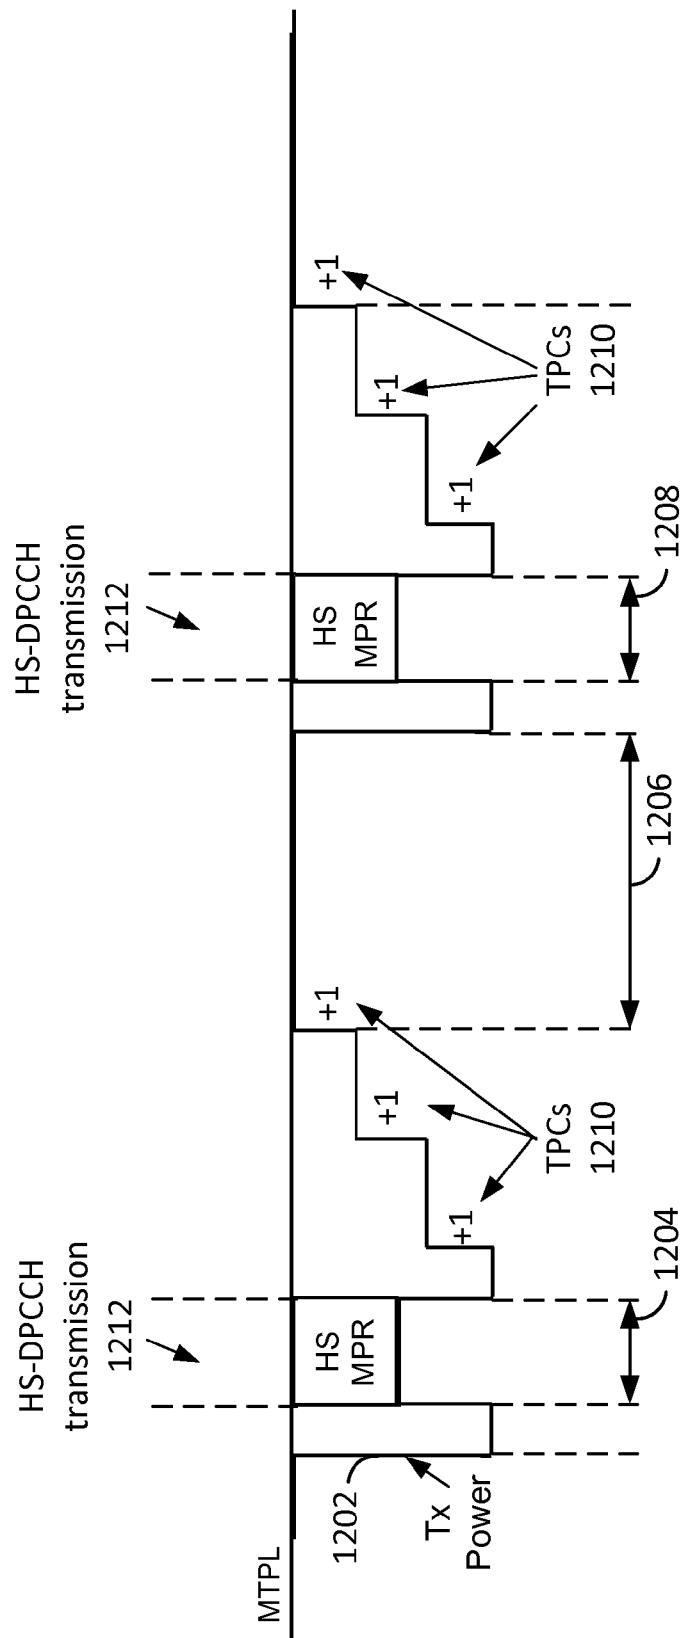 HS-DPCCH
transmission
1212
HS-DPCCH
transmission
1212
MTPL
HS
MPR
HS
MPR
+1
+1
+1
+1
+1
+1
1202
Tx
Power
TPCs
1210
TPCs
1210
1204
1206
1208